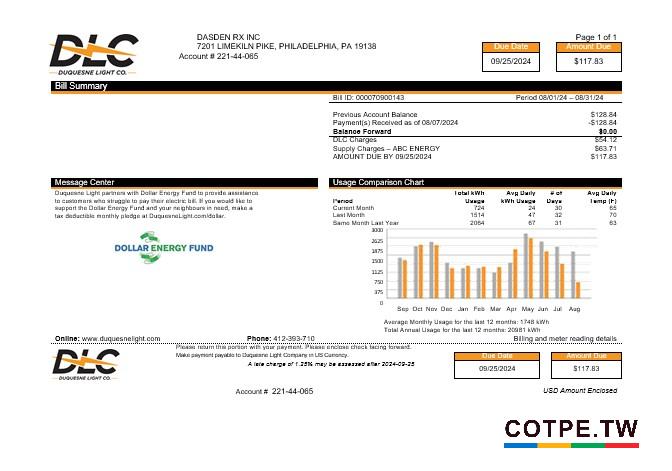 DLC
DUQUESNE LIGHT CO.
DASDEN RX INC
7201 LIMEKILN PIKE, PHILADELPHIA, PA 19138
Account # 221-44-065
Page 1 of 1
Due Date
Amount Due
09/25/2024
$117.83
Bill Summary
Bill ID: 000070900143 Period 08/01/24 – 08/31/24
Previous Account Balance $128.84
Payment(s) Received as of 08/07/2024 -$128.84
Balance Forward $0.00
DLC Charges $54.12
Supply Charges – ABC ENERGY $63.71
AMOUNT DUE BY 09/25/2024 $117.83
Message Center
Duquesne Light partners with Dollar Energy Fund to provide assistance
to customers who struggle to pay their electric bill. If you would like to
support the Dollar Energy Fund and your neighbours in need, make a
tax deductible monthly pledge at DuquesneLight.com/dollar.
DOLLAR ENERGY FUND
Usage Comparison Chart
Total kWh Avg Daily # of Avg Daily
Period Usage kWh Usage Days Temp (F)
Current Month 724 24 30 65
Last Month 1514 47 32 70
Same Month Last Year 2064 67 31 63
3000
2625
2250
1875
1500
1125
750
375
0
Sep Oct Nov Dec Jan Feb Mar Apr May Jun Jul Aug
Average Monthly Usage for the last 12 months: 1748 kWh
Total Annual Usage for the last 12 months: 20981 kWh
Online: www.duquesnelight.com Phone: 412-393-710 Billing and meter reading details
Please return this portion with your payment. Please enclose check facing forward.
Make payment payable to Duquesne Light Company in US Currency.
A late charge of 1.25% may be assessed after 2024-09-25
DLC
DUQUESNE LIGHT CO.
Due Date
Amount Due
09/25/2024
$117.83
Account # 221-44-065
USD Amount Enclosed
COTPE.TW